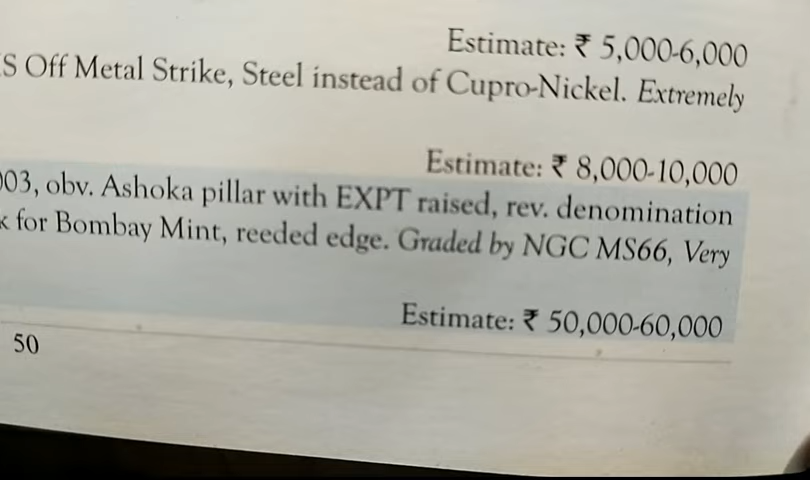 Estimate: ₹ 5,000-6,000
S Off Metal Strike, Steel instead of Cupro-Nickel. Extremely
Estimate: ₹ 8,000-10,000
003, obv. Ashoka pillar with EXPT raised, rev. denomination
for Bombay Mint, reeded edge. Graded by NGC MS66, Very
Estimate: ₹ 50,000-60,000
50